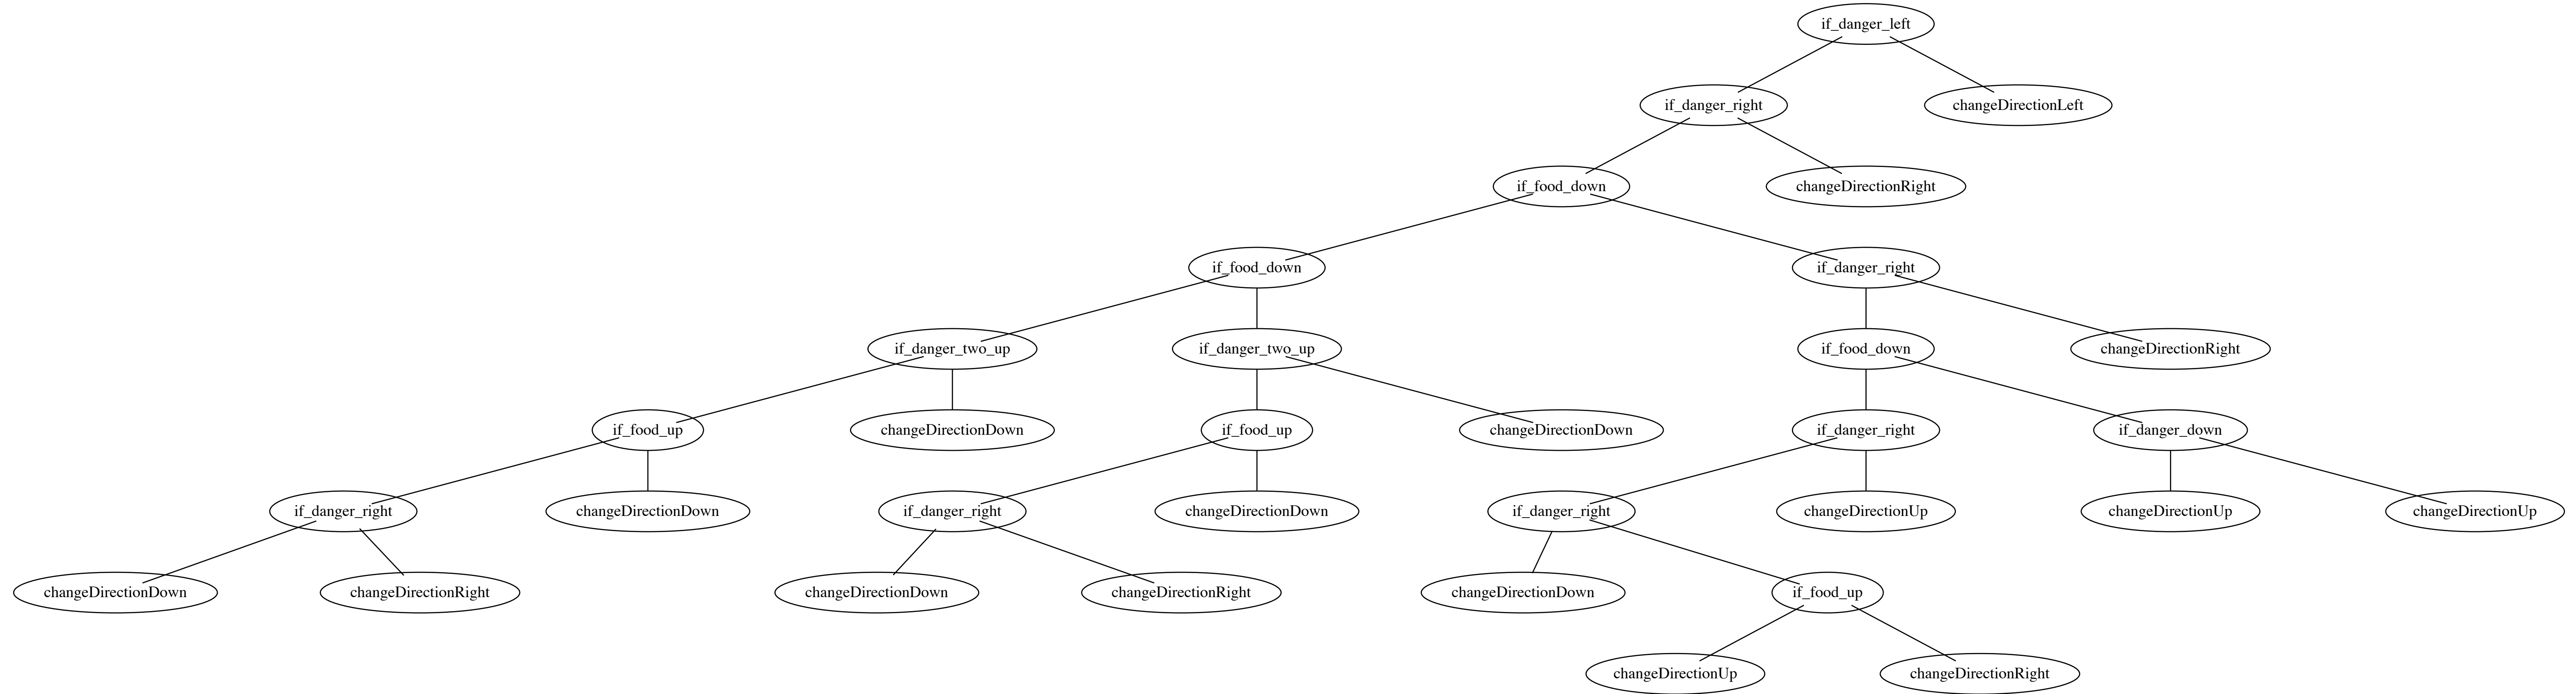 if_danger_left
if_danger_right
changeDirectionLeft
if_food_down
changeDirectionRight
if_food_down
if_danger_right
if_danger_two_up
if_danger_two_up
if_food_down
changeDirectionRight
if_food_up
changeDirectionDown
if_food_up
changeDirectionDown
if_danger_right
if_danger_down
if_danger_right
changeDirectionDown
if_danger_right
changeDirectionDown
if_danger_right
changeDirectionUp
changeDirectionUp
changeDirectionUp
changeDirectionDown
changeDirectionRight
changeDirectionDown
changeDirectionRight
changeDirectionDown
if_food_up
changeDirectionUp
changeDirectionRight